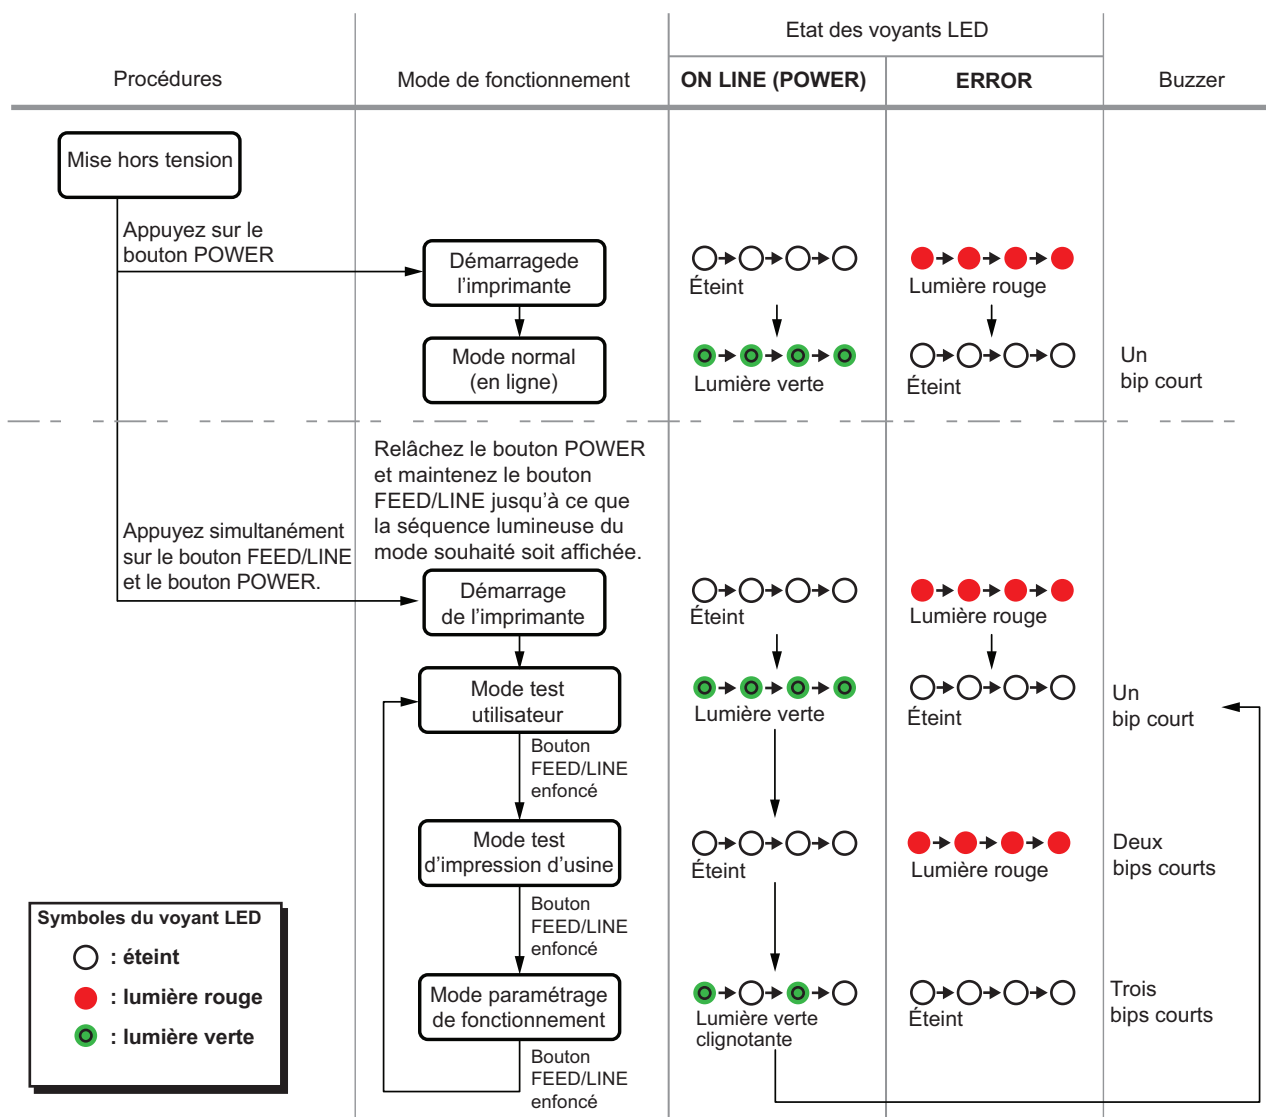 Etat des voyants LED
Procédures
Mode de fonctionnement
ON LINE (POWER)
ERROR
Buzzer
Mise hors tension
Appuyez sur le
bouton POWER
Démarragede
l'imprimante
Éteint
Lumière rouge
Mode normal
(en ligne)
Lumière verte
Éteint
Un
bip court
Relâchez le bouton POWER
et maintenez le bouton
FEED/LINE jusqu'à ce que
la séquence lumineuse du
mode souhaité soit affichée.
Appuyez simultanément
sur le bouton FEED/LINE
et le bouton POWER.
Démarrage
de l'imprimante
Éteint
Lumière rouge
Mode test
utilisateur
Lumière verte
Éteint
Un
bip court
Bouton
FEED/LINE
enfoncé
Mode test
d'impression d'usine
Éteint
Lumière rouge
Deux
bips courts
Bouton
FEED/LINE
enfoncé
Mode paramétrage
de fonctionnement
Lumière verte
clignotante
Éteint
Trois
bips courts
Bouton
FEED/LINE
enfoncé
Symboles du voyant LED
: éteint
: lumière rouge
: lumière verte